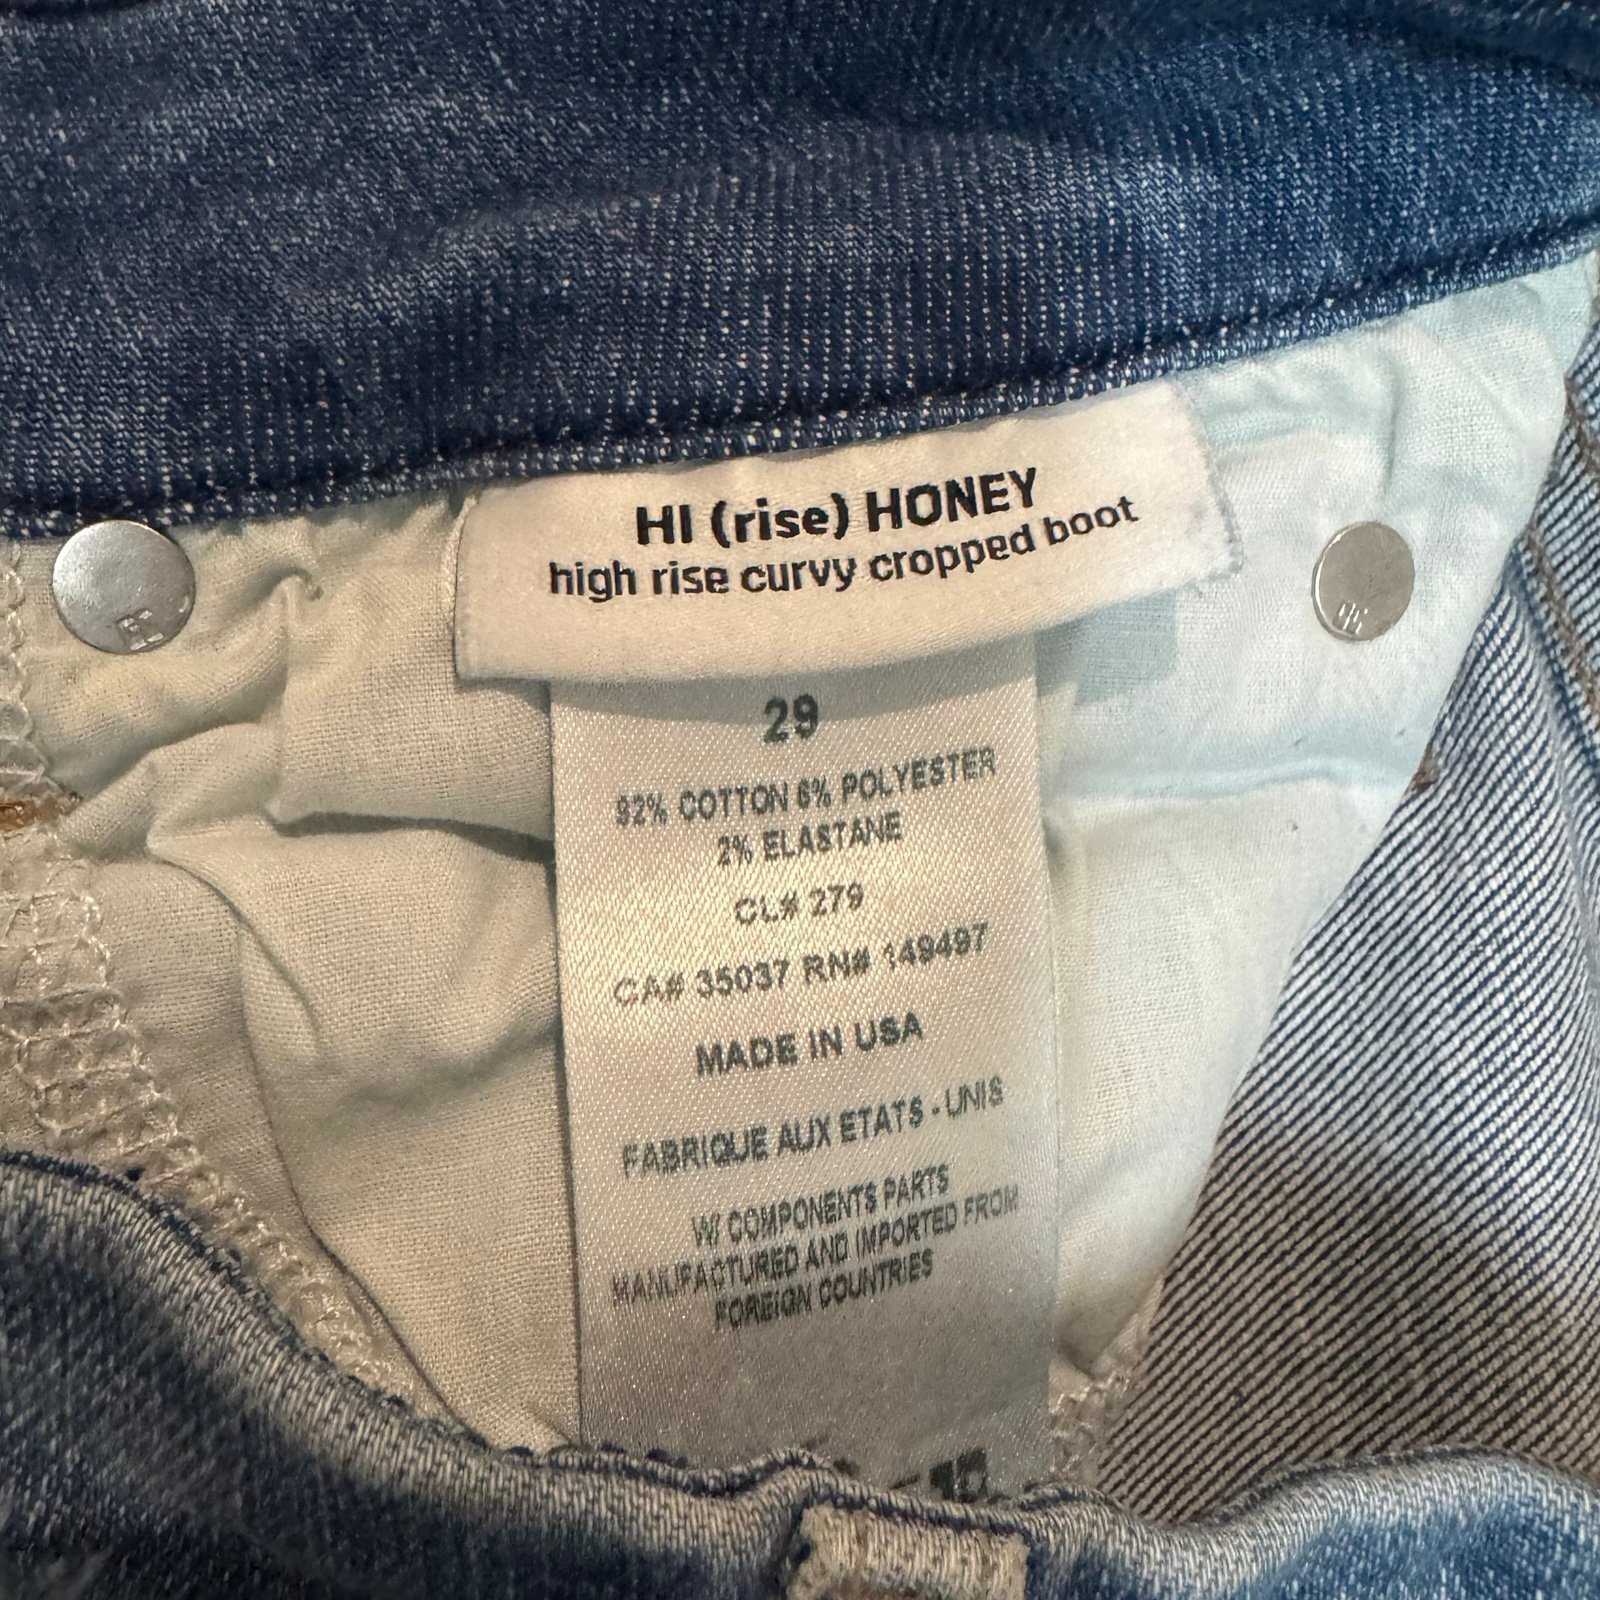 HI (rise) HONEY
high rise curvy cropped boot
29
92% COTTON 6% POLYESTER
2% ELASTANE
CL# 279
CA# 35037 RN# 149497
MADE IN USA
FABRIQUE AUX ETATS - UNIS
W/ COMPONENTS PARTS
MANUFACTURED AND IMPORTED FROM
FOREIGN COUNTRIES